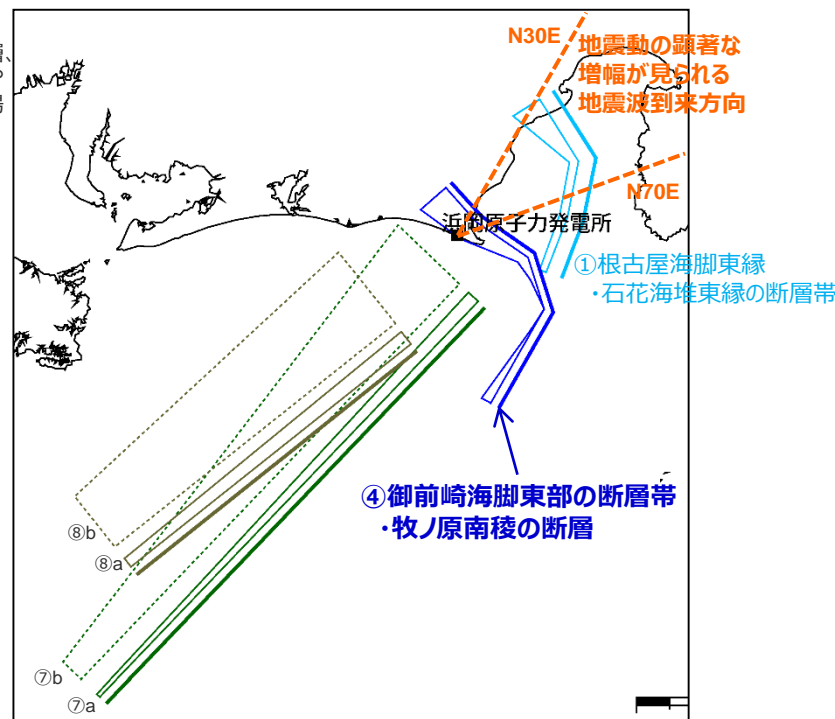 N30E
地震動の顕著な
増幅が見られる
地震波到来方向
N70E
浜岡原子力発電所
①根古屋海脚東縁
・石花海堆東縁の断層帯
④御前崎海脚東部の断層帯
・牧ノ原南稜の断層
⑧b
⑧a
⑦b
⑦a